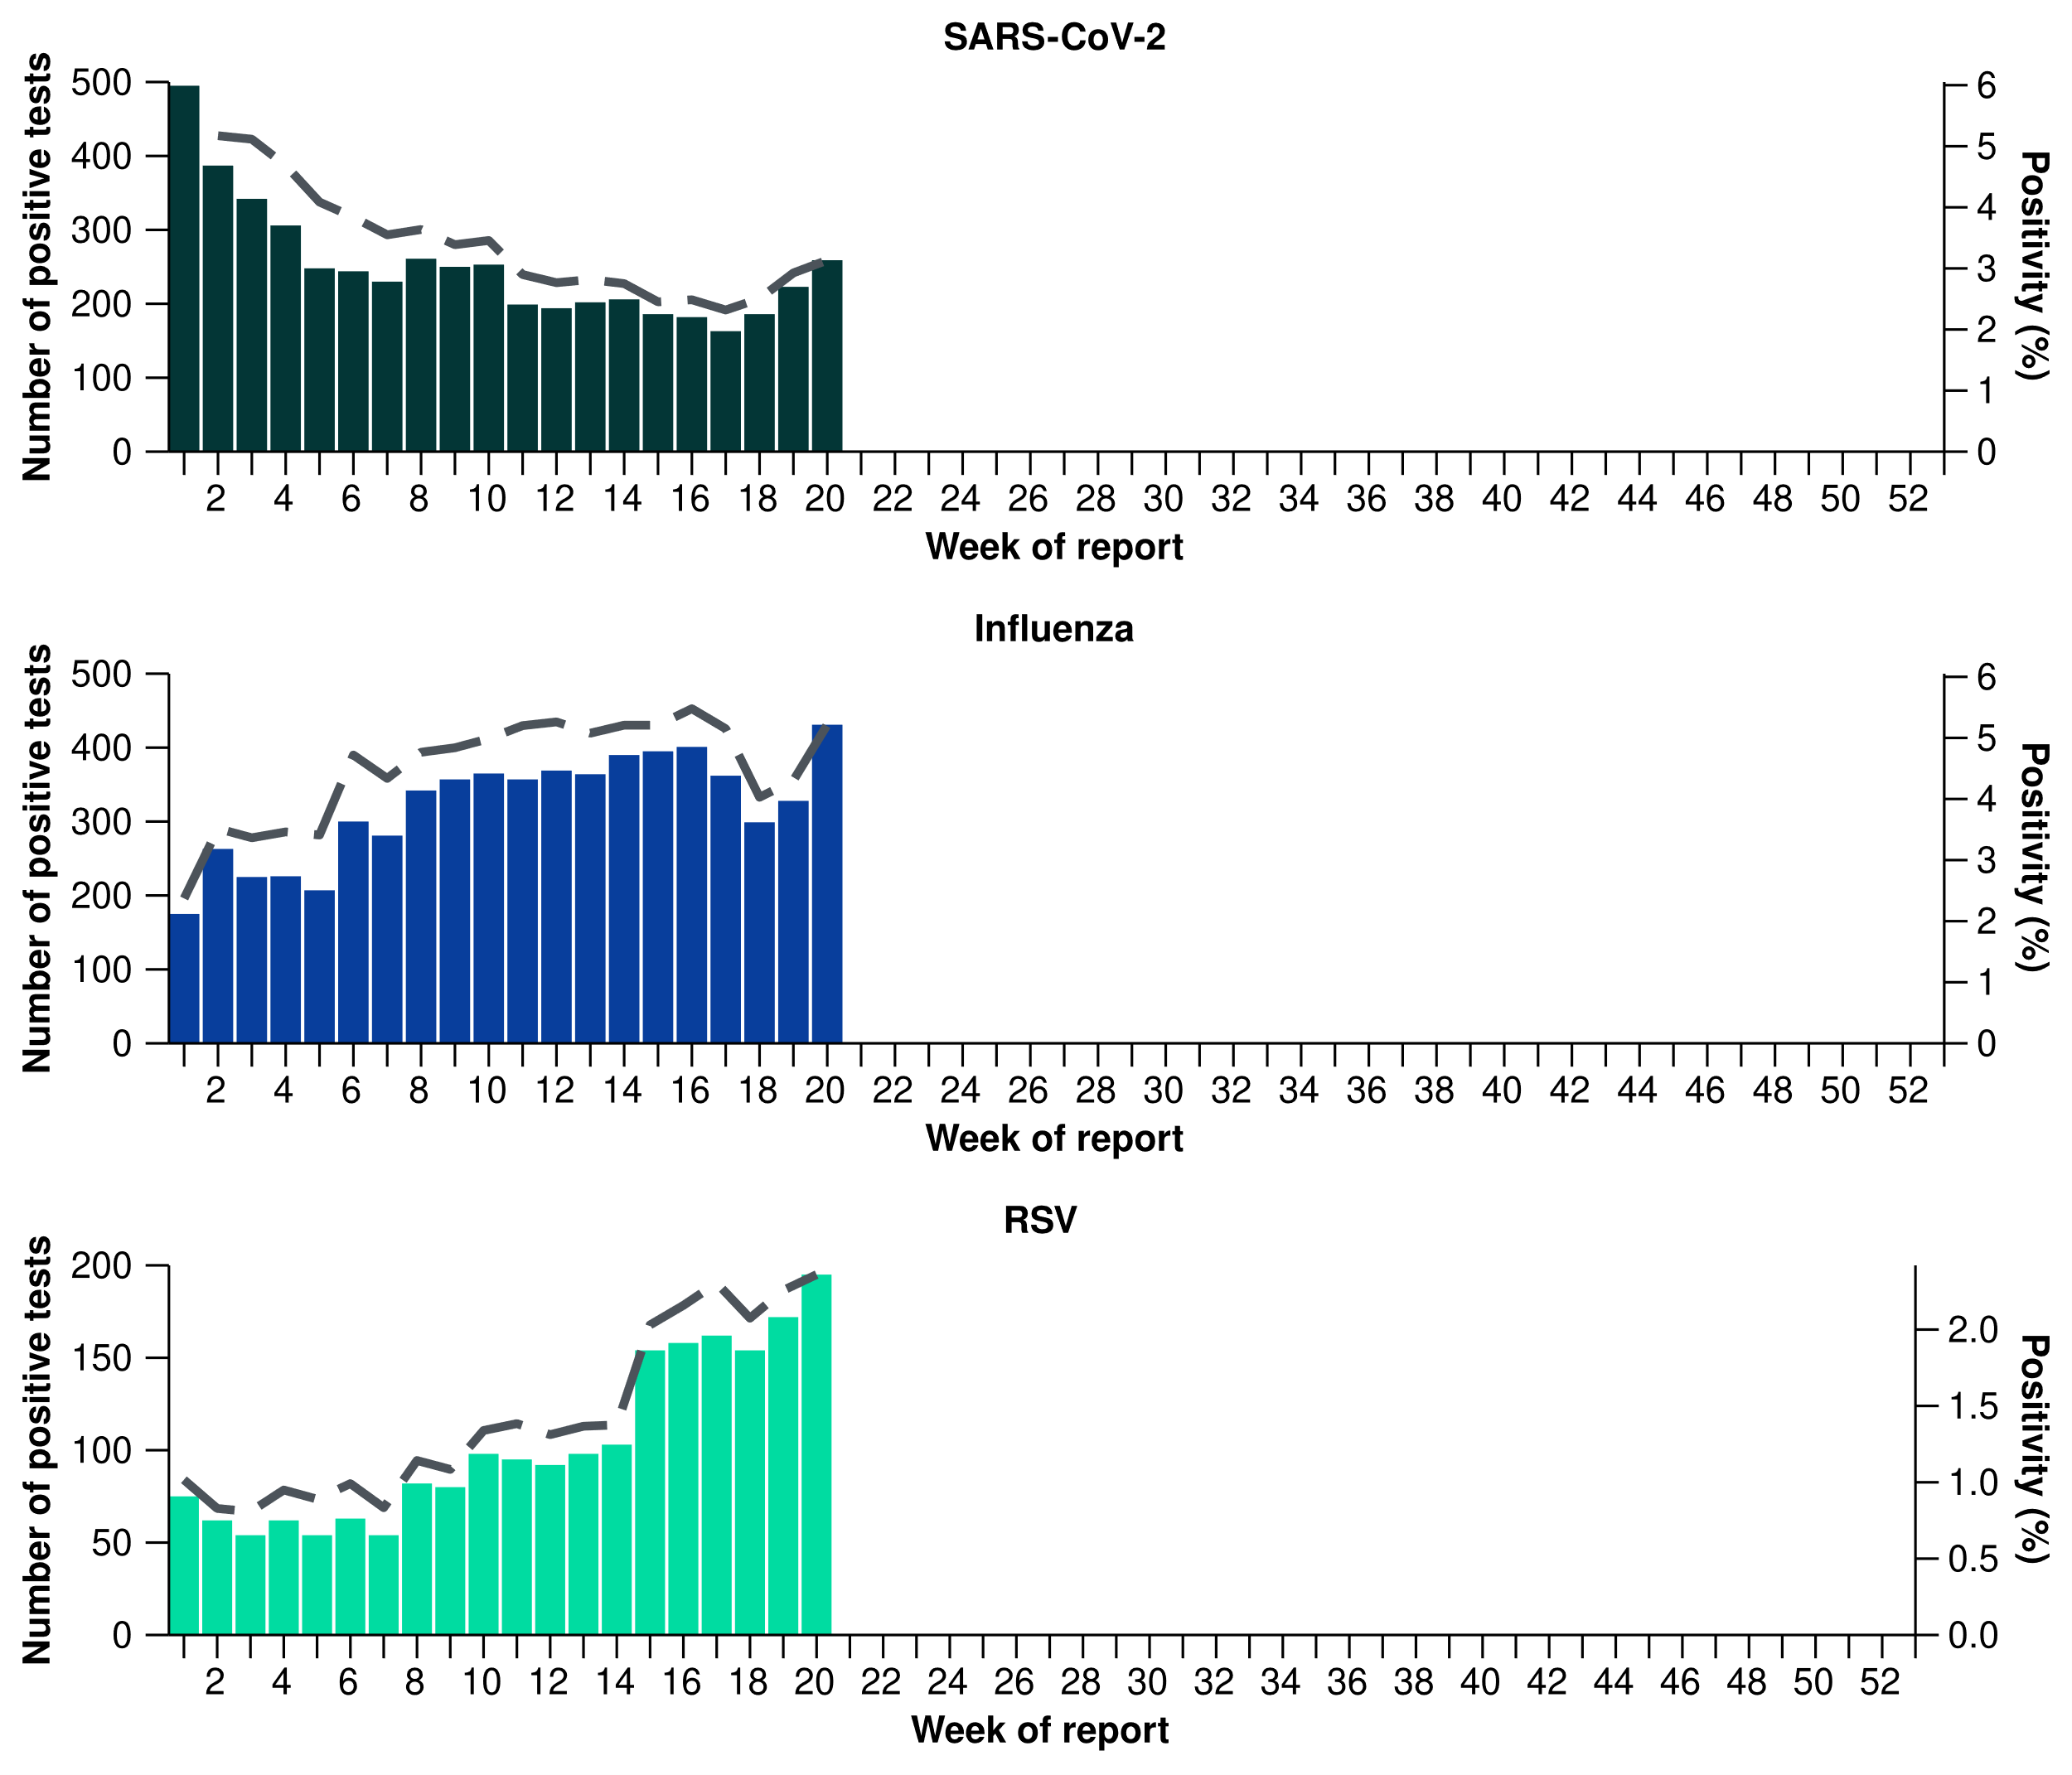 SARS-CoV-2
Number of positive tests
500
400
300
200
100
0
6
5
4
3
2
1
0
Positivity (%)
2 4 6 8 10 12 14 16 18 20 22 24 26 28 30 32 34 36 38 40 42 44 46 48 50 52
Week of report
Influenza
Number of positive tests
500
400
300
200
100
0
6
5
4
3
2
1
0
Positivity (%)
2 4 6 8 10 12 14 16 18 20 22 24 26 28 30 32 34 36 38 40 42 44 46 48 50 52
Week of report
RSV
Number of positive tests
200
150
100
50
0
2.0
1.5
1.0
0.5
0.0
Positivity (%)
2 4 6 8 10 12 14 16 18 20 22 24 26 28 30 32 34 36 38 40 42 44 46 48 50 52
Week of report